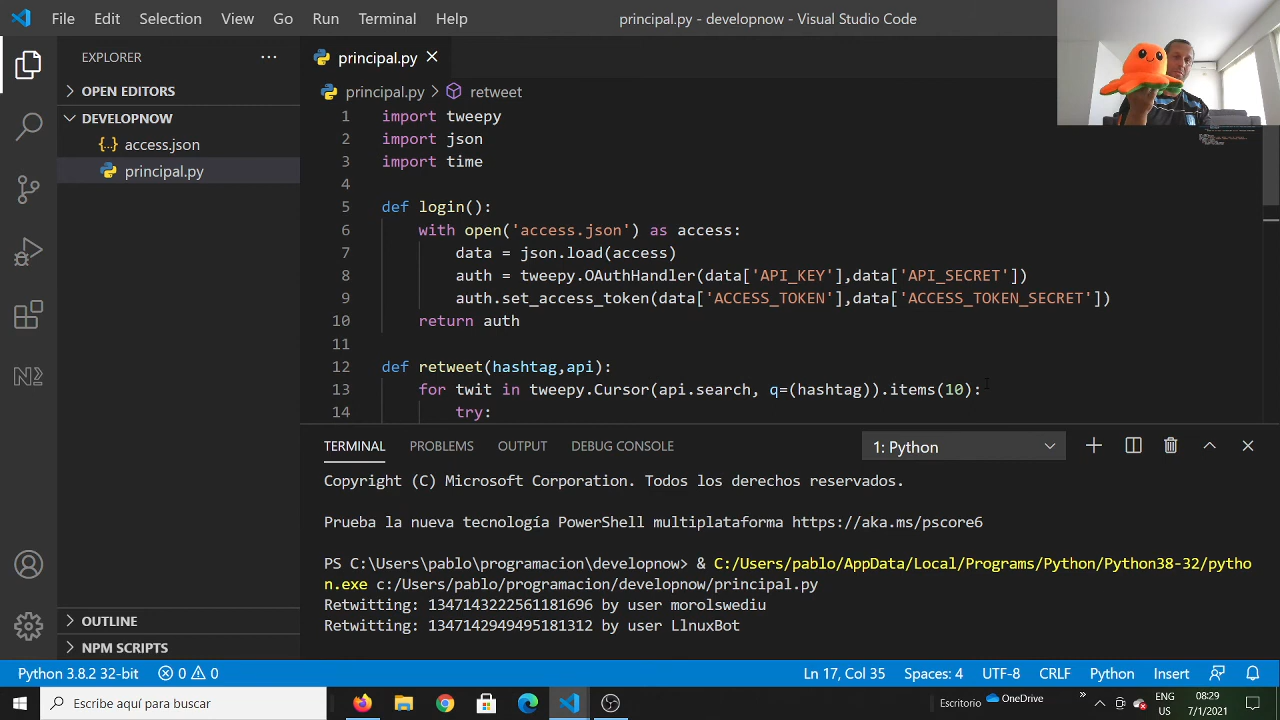 File Edit Selection View Go Run Terminal Help principal.py - developnow - Visual Studio Code
EXPLORER
principal.py
OPEN EDITORS
principal.py > retweet
DEVELOPNOW
{..} access.json
principal.py
1 import tweepy
2 import json
3 import time
4
5 def login():
6 with open('access.json') as access:
7 data = json.load(access)
8 auth = tweepy.OAuthHandler(data['API_KEY'],data['API_SECRET'])
9 auth.set_access_token(data['ACCESS_TOKEN'],data['ACCESS_TOKEN_SECRET'])
10 return auth
11
12 def retweet(hashtag,api):
13 for twit in tweepy.Cursor(api.search, q=(hashtag)).items(10):
14 try:
TERMINAL PROBLEMS OUTPUT DEBUG CONSOLE 1: Python
Copyright (C) Microsoft Corporation. Todos los derechos reservados.
Prueba la nueva tecnología PowerShell multiplataforma https://aka.ms/pscore6
PS C:\Users\pablo\programacion\developnow> & C:/Users/pablo/AppData/Local/Programs/Python/Python38-32/pytho
n.exe c:/Users/pablo/programacion/developnow/principal.py
Retwitting: 1347143222561181696 by user morolswediu
Retwitting: 1347142949495181312 by user LlnuxBot
OUTLINE
NPM SCRIPTS
Python 3.8.2 32-bit 0 0 Ln 17, Col 35 Spaces: 4 UTF-8 CRLF Python Insert
Escribe aquí para buscar
Escritorio OneDrive
ENG
US
08:29
7/1/2021